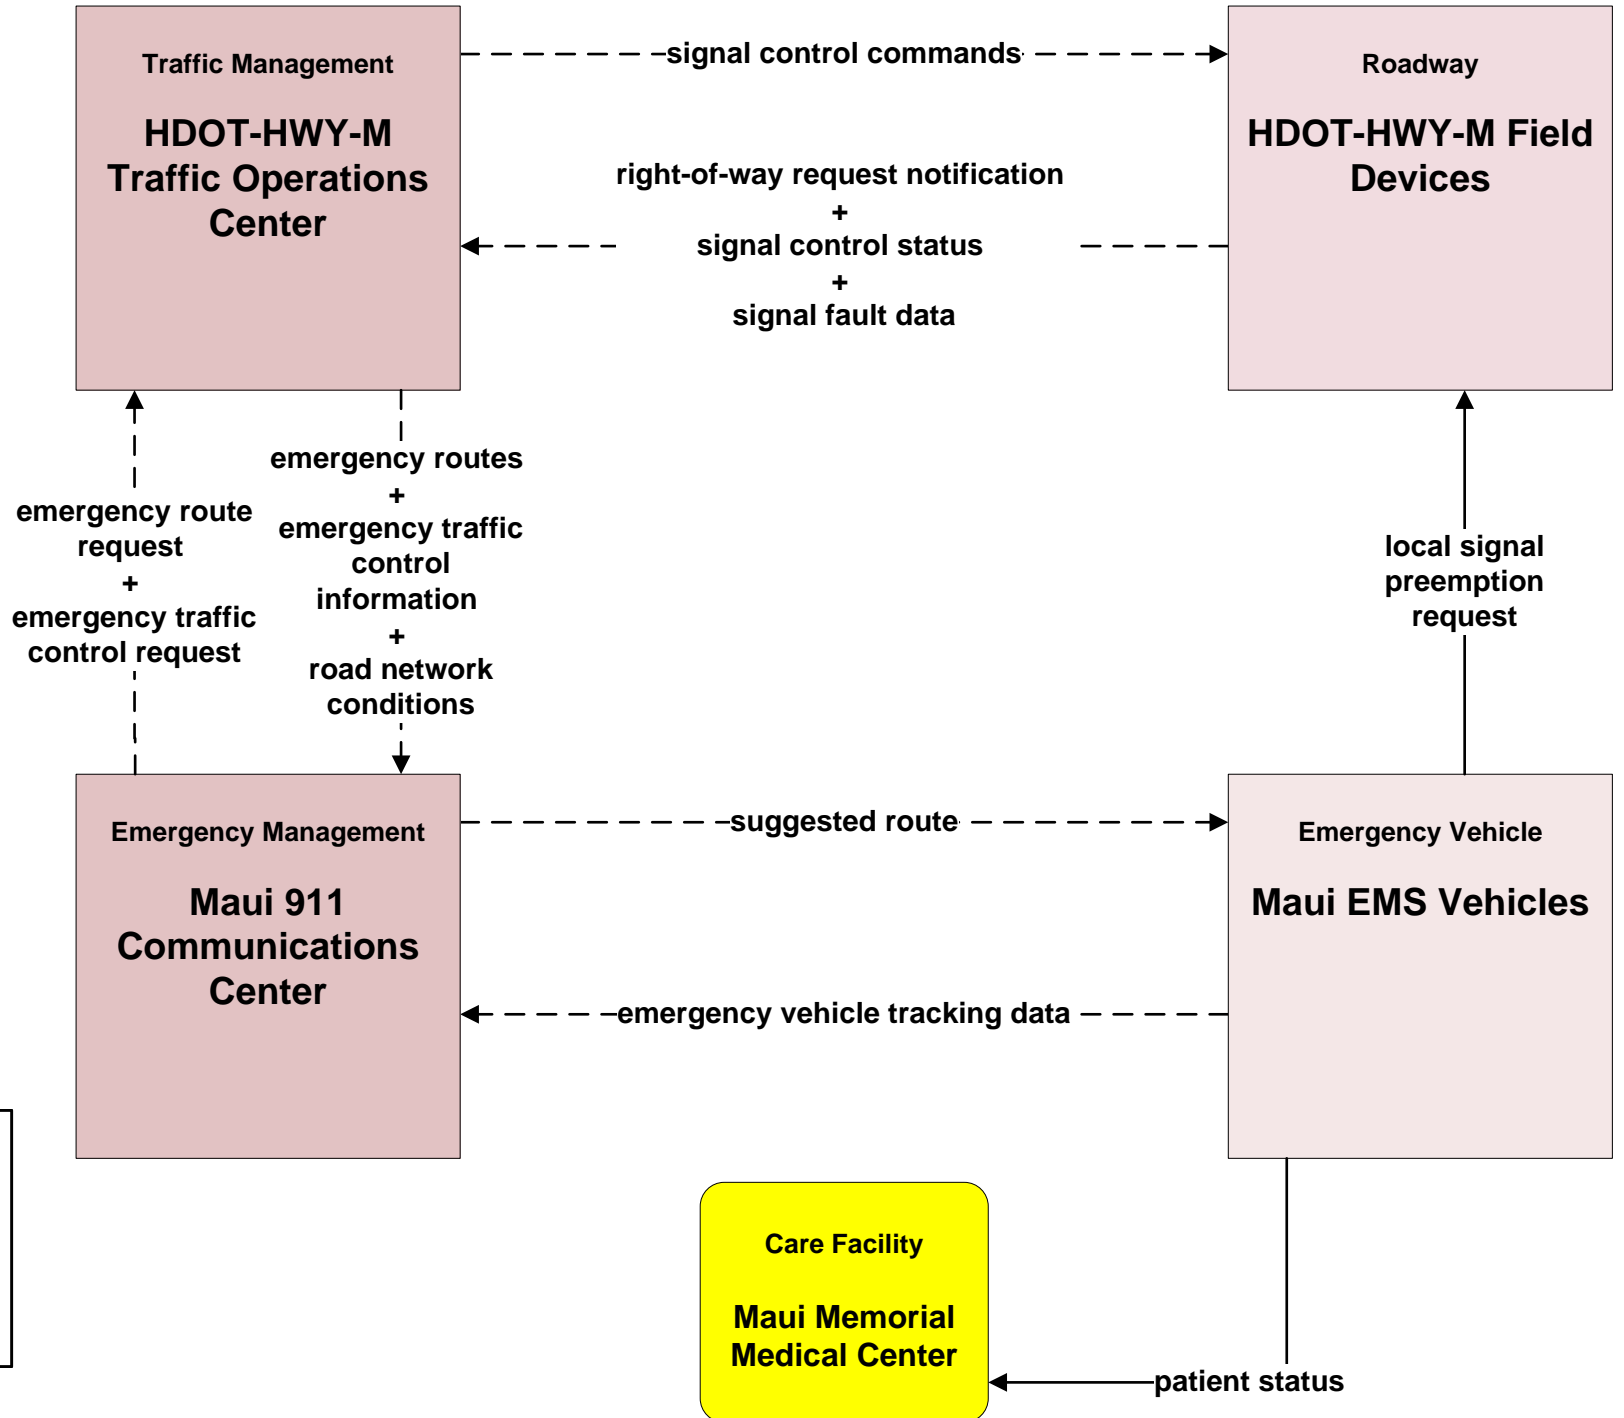 Traffic Management
HDOT-HWY-M
Traffic Operations
Center
signal control commands
Roadway
HDOT-HWY-M Field
Devices
right-of-way request notification
+
signal control status
+
signal fault data
emergency route
request
+
emergency traffic
control request
emergency routes
+
emergency traffic
control
information
+
road network
conditions
local signal
preemption
request
Emergency Management
Maui 911
Communications
Center
suggested route
Emergency Vehicle
Maui EMS Vehicles
emergency vehicle tracking data
Care Facility
Maui Memorial
Medical Center
patient status